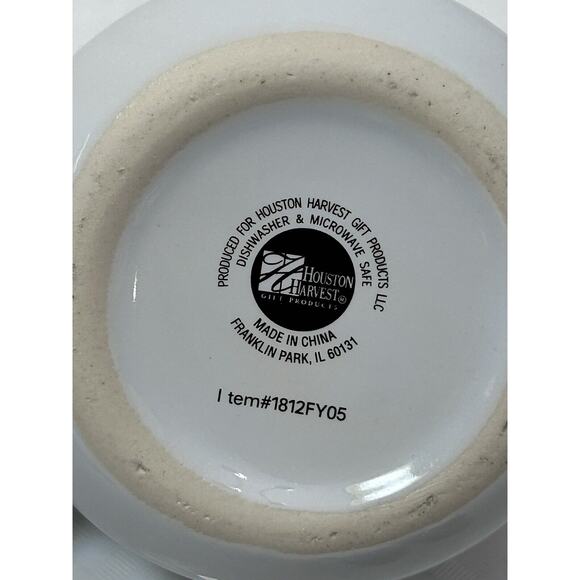 PRODUCED FOR HOUSTON HARVEST GIFT PRODUCTS LLC
DISHWASHER & MICROWAVE SAFE
HOUSTON
HARVEST®
GIFT PRODUCTS
MADE IN CHINA
FRANKLIN PARK, IL 60131
I tem#1812FY05